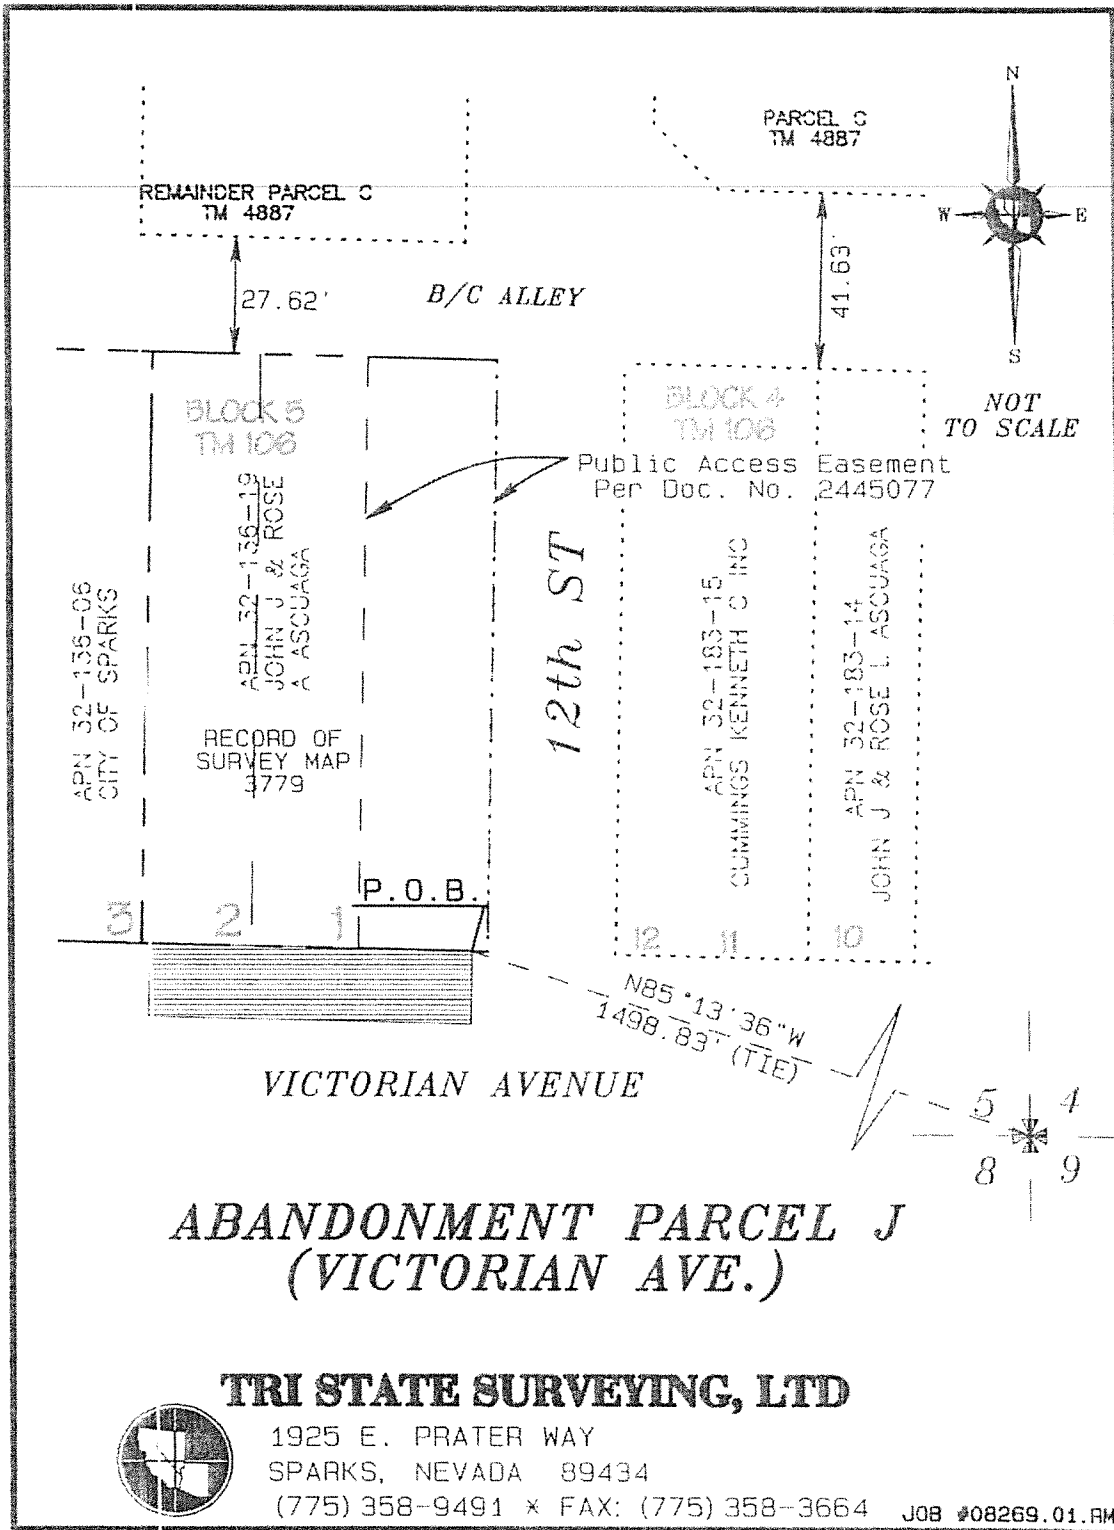 N
PARCEL C
TM 4887
REMAINDER PARCEL C
TM 4887
W
E
S
27.62'
B/C ALLEY
41.63'
NOT
TO SCALE
BLOCK 5
TM 106
BLOCK 4
TM 106
Public Access Easement
Per Doc. No. 2445077
APN 32-136-06
CITY OF SPARKS
APN 32-136-19
JOHN J & ROSE
A ASCUAGA
RECORD OF
SURVEY MAP
3779
12th ST
APN 32-183-15
CUMMINGS KENNETH C INC
APN 32-183-14
JOHN J & ROSE L ASCUAGA
P.O.B.
3
2
1
12
11
10
N85°13'36"W
1498.83' (TIE)
VICTORIAN AVENUE
5
4
8
9
ABANDONMENT PARCEL J
(VICTORIAN AVE.)
TRI STATE SURVEYING, LTD
1925 E. PRATER WAY
SPARKS, NEVADA 89434
(775) 358-9491 * FAX: (775) 358-3664
JOB #08269.01.RM